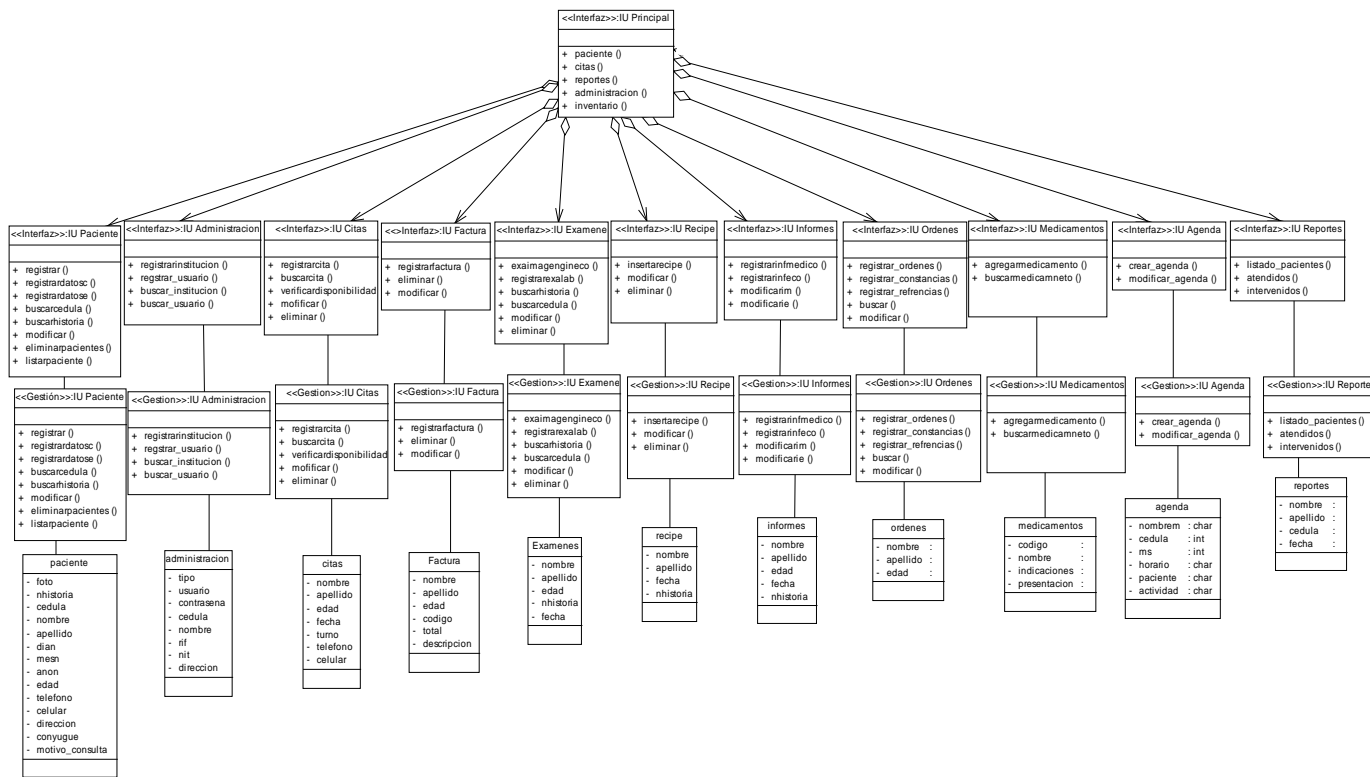 <<Interfaz>>:IU Principal
+ paciente ()
+ citas ()
+ reportes ()
+ administracion ()
+ inventario ()
<<Interfaz>>:IU Paciente
+ registrar ()
+ registrardatosc ()
+ registrardatose ()
+ buscarcedula ()
+ buscarhistoria ()
+ modificar ()
+ eliminarpacientes ()
+ listarpaciente ()
<<Interfaz>>:IU Administracion
+ registrarinstitucion ()
+ registrar_usuario ()
+ buscar_institucion ()
+ buscar_usuario ()
<<Interfaz>>:IU Citas
+ registrarcita ()
+ buscarcita ()
+ verificardisponibilidad
+ mofificar ()
+ eliminar ()
<<>Interfaz>:IU Factura
+ registrarfactura ()
+ eliminar ()
+ modificar ()
<<Interfaz>>:IU Examene
+ exaimagengineco ()
+ registrarexalab ()
+ buscarhistoria ()
+ buscarcedula ()
+ modificar ()
+ eliminar ()
<<Interfaz>>:IU Recipe
+ insertarecipe ()
+ modificar ()
+ eliminar ()
<<Interfaz>>:IU Informes
+ registrarinfmedico ()
+ registrarinfeco ()
+ modificarim ()
+ modificarie ()
<<Interfaz>>:IU Ordenes
+ registrar_ordenes ()
+ registrar_constancias ()
+ registrar_refrencias ()
+ buscar ()
+ modificar ()
<<Interfaz>>:IU Medicamentos
+ agregarmedicamento ()
+ buscarmedicamneto ()
<<Interfaz>>:IU Agenda
+ crear_agenda ()
+ modificar_agenda ()
<<Interfaz>>:IU Reportes
+ listado_pacientes ()
+ atendidos ()
+ intervenidos ()
<<Gestión>>:IU Paciente
+ registrar ()
+ registrardatosc ()
+ registrardatose ()
+ buscarcedula ()
+ buscarhistoria ()
+ modificar ()
+ eliminarpacientes ()
+ listarpaciente ()
<<Gestion>>:IU Administracion
+ registrarinstitucion ()
+ regstrar_usuario ()
+ buscar_institucion ()
+ buscar_usuario ()
<<Gestion>>:IU Citas
+ registrarcita ()
+ buscarcita ()
+ verificardisponibilidad
+ mofificar ()
+ eliminar ()
<<Gestion>>:IU Factura
+ registrarfactura ()
+ eliminar ()
+ modificar ()
<<Gestion>>:IU Examene
+ exaimagengineco ()
+ registrarexalab ()
+ buscarhistoria ()
+ buscarcedula ()
+ modificar ()
+ eliminar ()
<<Gestion>>:IU Recipe
+ insertarecipe ()
+ modificar ()
+ eliminar ()
<<Gestion>>:IU Informes
+ registrarinfmedico ()
+ registrarinfeco ()
+ modificarim ()
+ modificarie ()
<<Gestion>>:IU Ordenes
+ registrar_ordenes ()
+ registrar_constancias ()
+ registrar_refrencias ()
+ buscar ()
+ modificar ()
<<Gestion>>:IU Medicamentos
+ agregarmedicamento ()
+ buscarmedicamneto ()
<<Gestion>>:IU Agenda
+ crear_agenda ()
+ modificar_agenda ()
<<Gestion>>:IU Reporte
+ listado_pacientes ()
+ atendidos ()
+ intervenidos ()
paciente
- foto
- nhistoria
- cedula
- nombre
- apellido
- dian
- mesn
- anon
- edad
- telefono
- celular
- direccion
- conyugue
- motivo_consulta
administracion
- tipo
- usuario
- contrasena
- cedula
- nombre
- rif
- nit
- direccion
citas
- nombre
- apellido
- edad
- fecha
- turno
- telefono
- celular
Factura
- nombre
- apellido
- edad
- codigo
- total
- descripcion
Examenes
- nombre
- apellido
- edad
- nhistoria
- fecha
recipe
- nombre
- apellido
- fecha
- nhistoria
informes
- nombre
- apellido
- edad
- fecha
- nhistoria
ordenes
- nombre :
- apellido :
- edad :
medicamentos
- codigo :
- nombre :
- indicaciones :
- presentacion :
agenda
- nombrem : char
- cedula : int
- ms : int
- horario : char
- paciente : char
- actividad : char
reportes
- nombre :
- apellido :
- cedula :
- fecha :